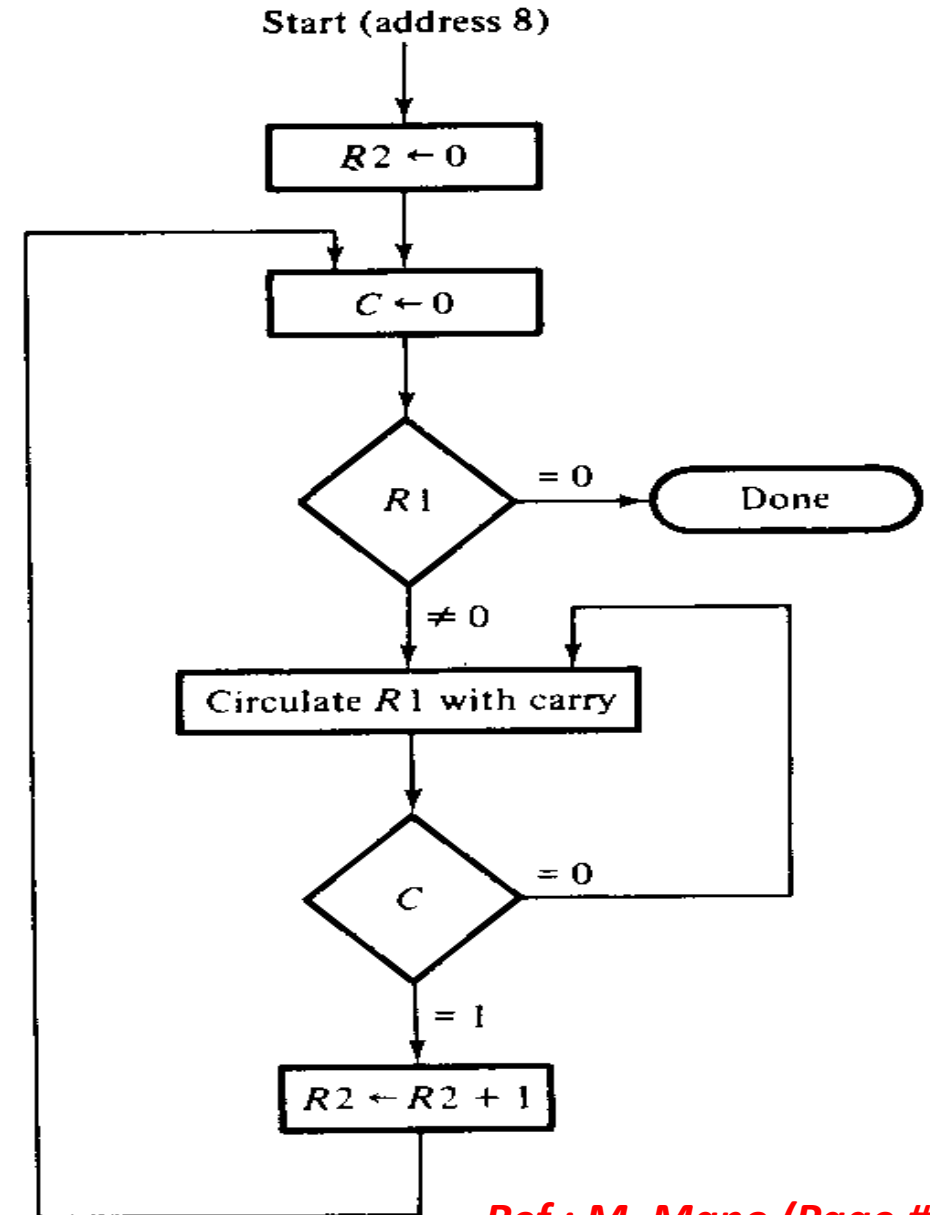 Start (address 8)
R2 ← 0
C ← 0
R1
= 0
Done
≠ 0
Circulate R1 with carry
C
= 0
= 1
R2 ← R2 + 1
Ref : M. Mano (Page #